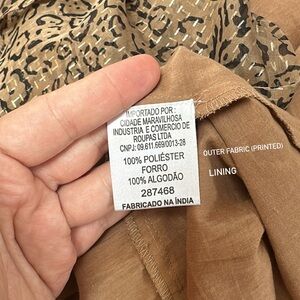 IMPORTADO POR :
CIDADE MARAVILHOSA
INDUSTRIA E COMERCIO DE
ROUPAS LTDA
CNPJ: 09.611.669/0013-28
100% POLIÉSTER
FORRO
100% ALGODÃO
287468
FABRICADO NA ÍNDIA
OUTER FABRIC (PRINTED)
LINING